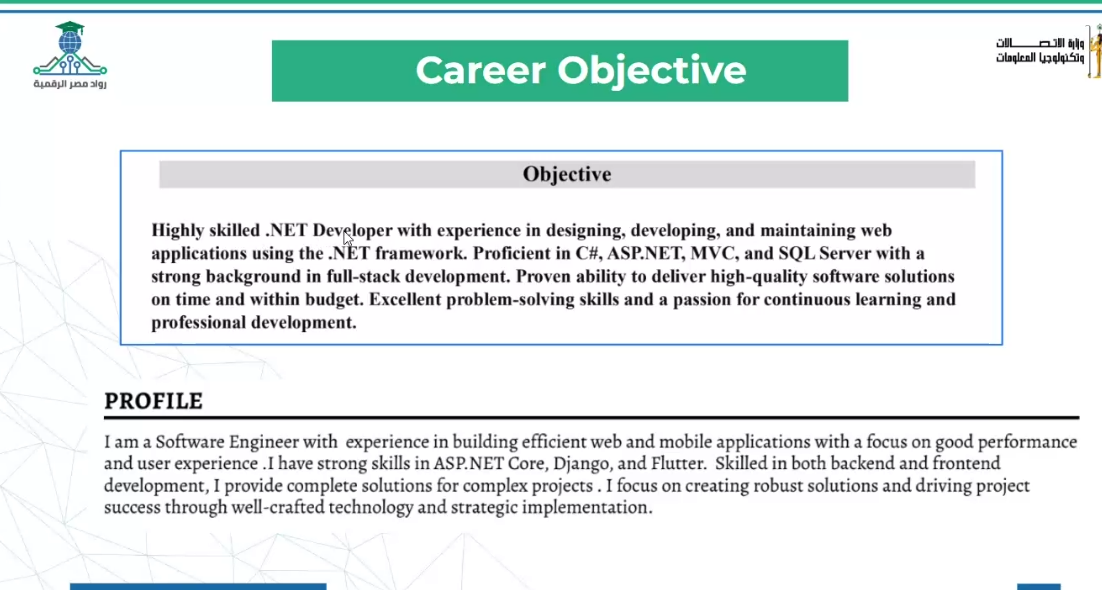 رواد مصر الرقمية
Career Objective
وزارة الاتصالات
وتكنولوجيا المعلومات
Objective
Highly skilled .NET Developer with experience in designing, developing, and maintaining web
applications using the .NET framework. Proficient in C#, ASP.NET, MVC, and SQL Server with a
strong background in full-stack development. Proven ability to deliver high-quality software solutions
on time and within budget. Excellent problem-solving skills and a passion for continuous learning and
professional development.
PROFILE
I am a Software Engineer with  experience in building efficient web and mobile applications with a focus on good performance
and user experience .I have strong skills in ASP.NET Core, Django, and Flutter.  Skilled in both backend and frontend
development, I provide complete solutions for complex projects . I focus on creating robust solutions and driving project
success through well-crafted technology and strategic implementation.